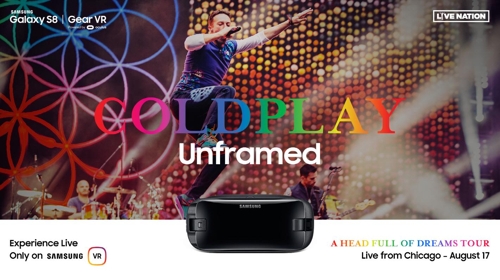 SAMSUNG
Galaxy S8 | Gear VR
LIVE NATION
COLDPLAY
Unframed
SAMSUNG
Experience Live
Only on SAMSUNG VR
A HEAD FULL OF DREAMS TOUR
Live from Chicago - August 17